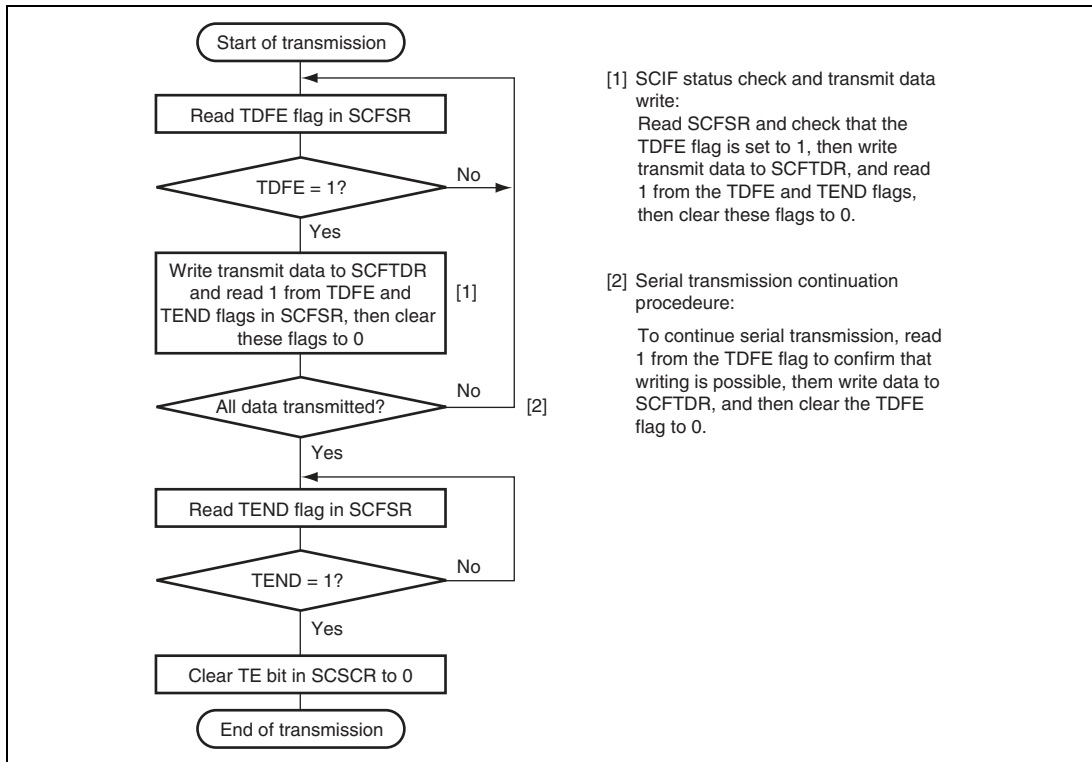 Start of transmission
Read TDFE flag in SCFSR
TDFE = 1?
No
Yes
Write transmit data to SCFTDR
and read 1 from TDFE and
TEND flags in SCFSR, then clear
these flags to 0
[1]
All data transmitted?
No
[2]
Yes
Read TEND flag in SCFSR
TEND = 1?
No
Yes
Clear TE bit in SCSCR to 0
End of transmission
[1] SCIF status check and transmit data
write:
Read SCFSR and check that the
TDFE flag is set to 1, then write
transmit data to SCFTDR, and read
1 from the TDFE and TEND flags,
then clear these flags to 0.
[2] Serial transmission continuation
procedeure:
To continue serial transmission, read
1 from the TDFE flag to confirm that
writing is possible, them write data to
SCFTDR, and then clear the TDFE
flag to 0.